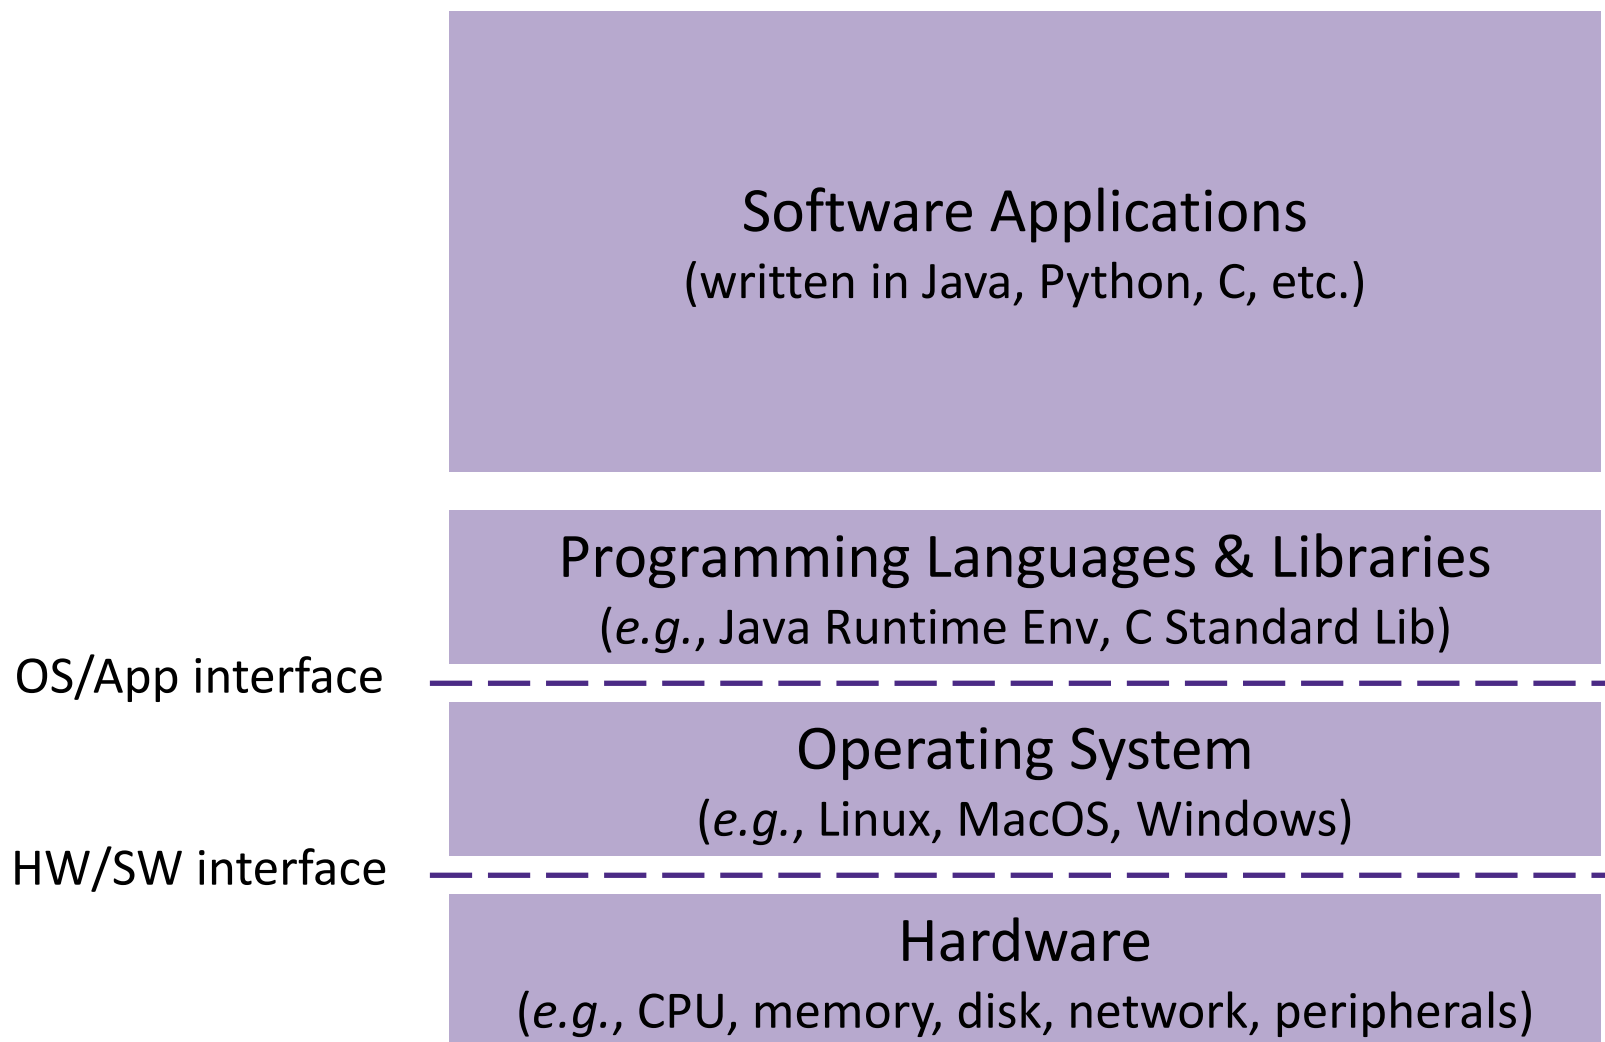 Software Applications
(written in Java, Python, C, etc.)
Programming Languages & Libraries
(e.g., Java Runtime Env, C Standard Lib)
OS/App interface
Operating System
(e.g., Linux, MacOS, Windows)
HW/SW interface
Hardware
(e.g., CPU, memory, disk, network, peripherals)